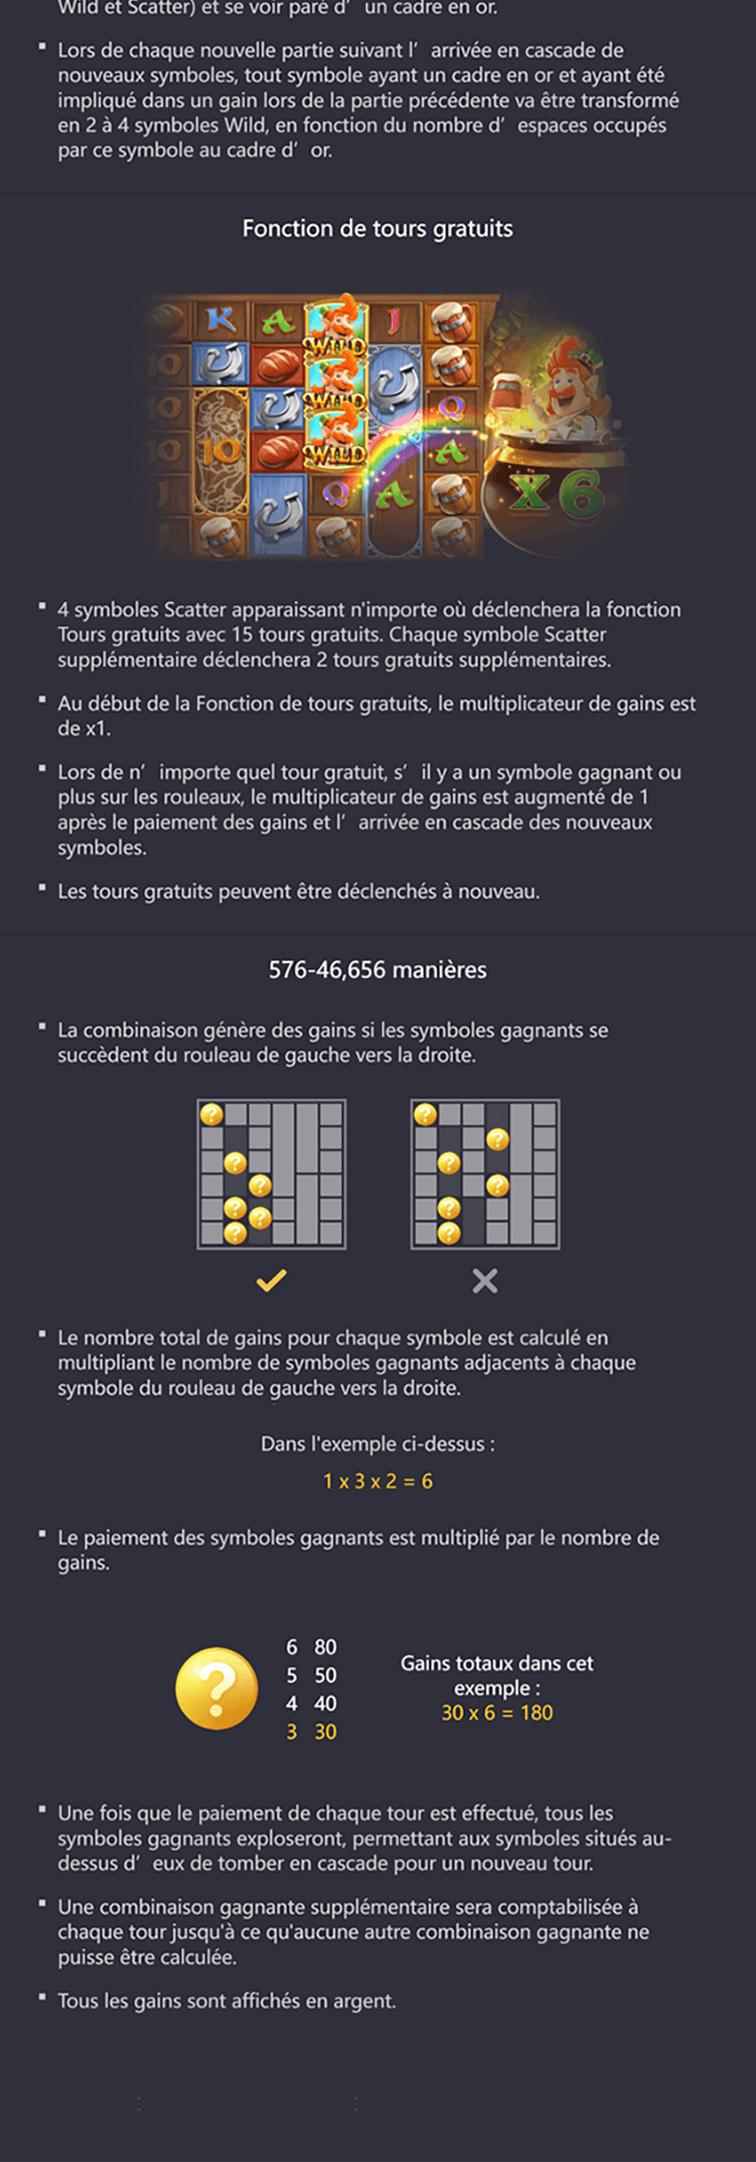 Wild et Scatter) et se voir paré d’un cadre en or.
▪ Lors de chaque nouvelle partie suivant l’arrivée en cascade de
nouveaux symboles, tout symbole ayant un cadre en or et ayant été
impliqué dans un gain lors de la partie précédente va être transformé
en 2 à 4 symboles Wild, en fonction du nombre d’espaces occupés
par ce symbole au cadre d’or.
Fonction de tours gratuits
K A WILD J
10 WILD
10 WILD Q
10 10 WILD A
J Q A X6
J
▪ 4 symboles Scatter apparaissant n'importe où déclenchera la fonction
Tours gratuits avec 15 tours gratuits. Chaque symbole Scatter
supplémentaire déclenchera 2 tours gratuits supplémentaires.
▪ Au début de la Fonction de tours gratuits, le multiplicateur de gains est
de x1.
▪ Lors de n’importe quel tour gratuit, s’il y a un symbole gagnant ou
plus sur les rouleaux, le multiplicateur de gains est augmenté de 1
après le paiement des gains et l’arrivée en cascade des nouveaux
symboles.
▪ Les tours gratuits peuvent être déclenchés à nouveau.
576-46,656 manières
▪ La combinaison génère des gains si les symboles gagnants se
succèdent du rouleau de gauche vers la droite.
? ?
?
? ?
? ?
? ? ?
? ?
▪ Le nombre total de gains pour chaque symbole est calculé en
multipliant le nombre de symboles gagnants adjacents à chaque
symbole du rouleau de gauche vers la droite.
Dans l'exemple ci-dessus :
1 x 3 x 2 = 6
▪ Le paiement des symboles gagnants est multiplié par le nombre de
gains.
?
6 80
5 50
4 40
3 30
Gains totaux dans cet
exemple :
30 x 6 = 180
▪ Une fois que le paiement de chaque tour est effectué, tous les
symboles gagnants exploseront, permettant aux symboles situés au-
dessus d’eux de tomber en cascade pour un nouveau tour.
▪ Une combinaison gagnante supplémentaire sera comptabilisée à
chaque tour jusqu'à ce qu'aucune autre combinaison gagnante ne
puisse être calculée.
▪ Tous les gains sont affichés en argent.